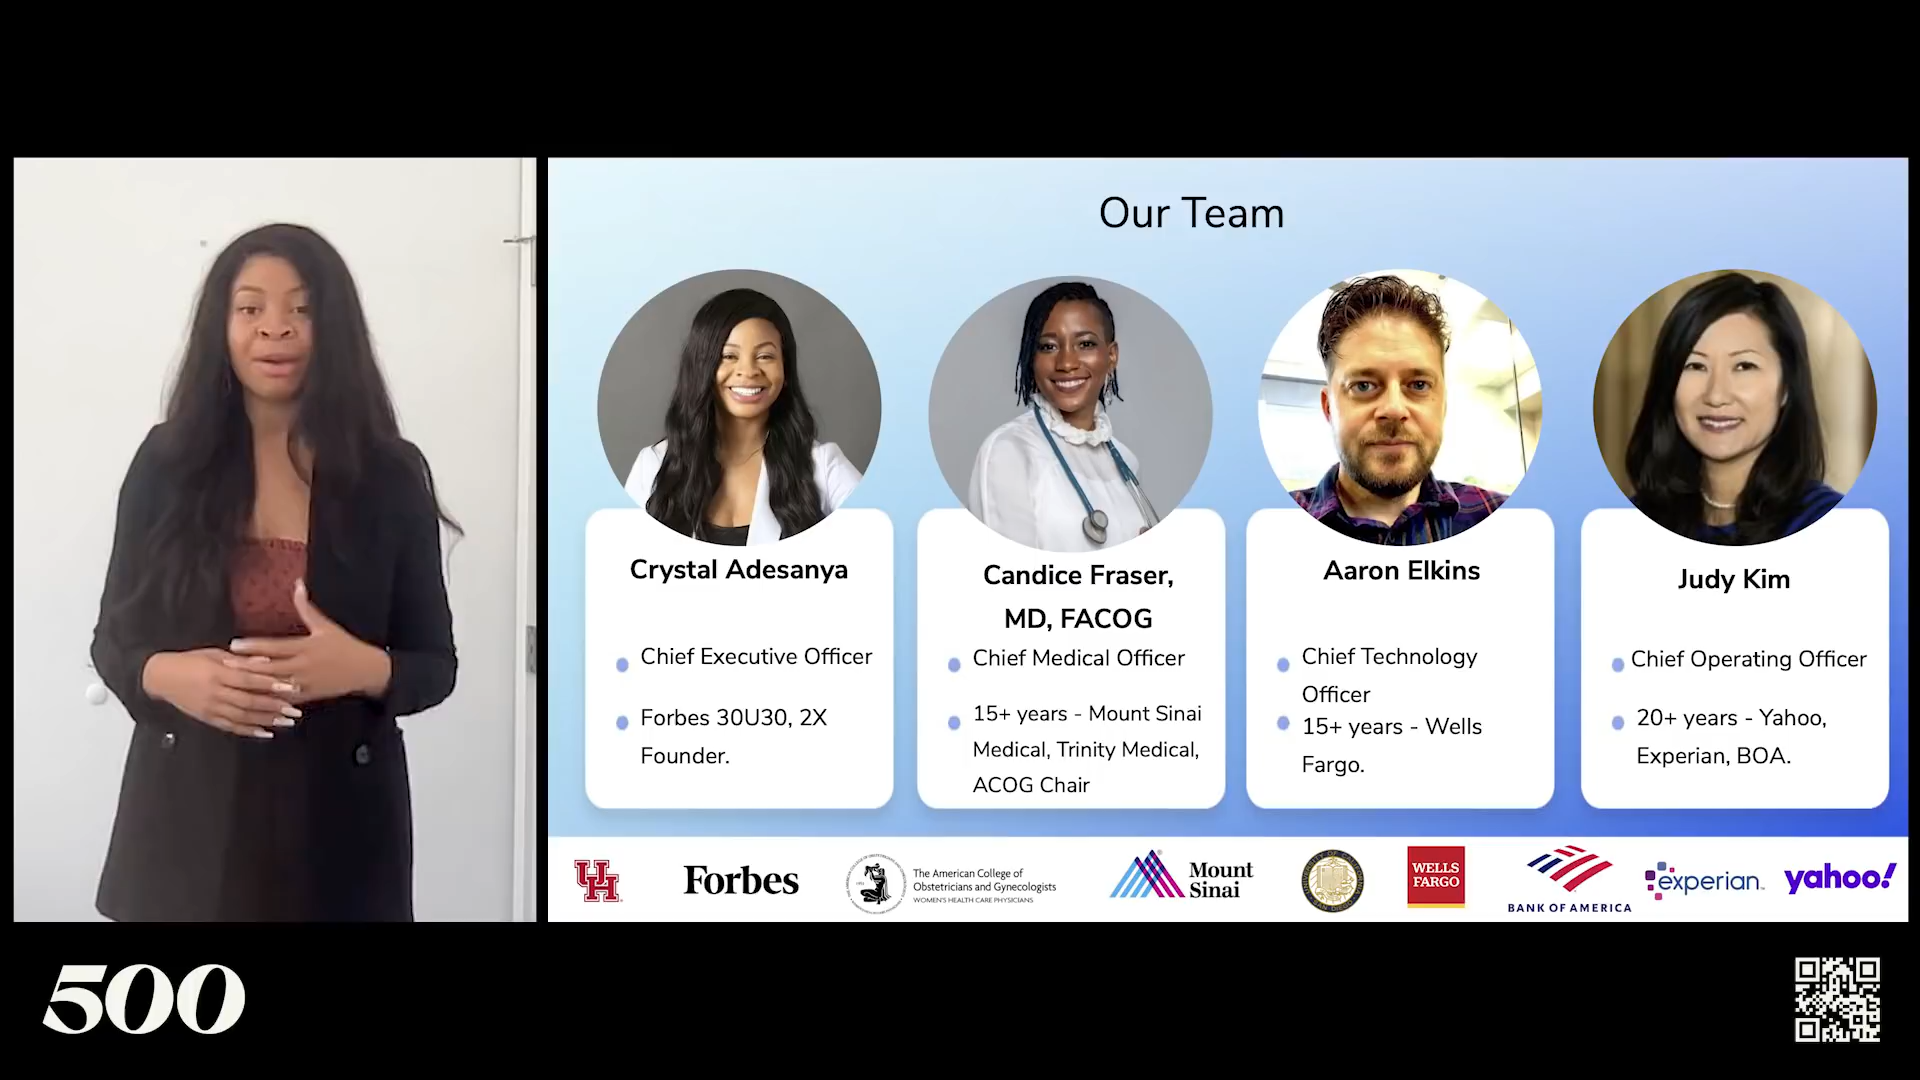 Our Team
Crystal Adesanya
Chief Executive Officer
Forbes 30U30, 2X
Founder.
Candice Fraser,
MD, FACOG
Chief Medical Officer
15+ years - Mount Sinai
Medical, Trinity Medical,
ACOG Chair
Aaron Elkins
Chief Technology
Officer
15+ years - Wells
Fargo.
Judy Kim
Chief Operating Officer
20+ years - Yahoo,
Experian, BOA.
UH
Forbes
The American College of
Obstetricians and Gynecologists
WOMEN'S HEALTH CARE PHYSICIANS
Mount
Sinai
WELLS
FARGO
BANK OF AMERICA
experian
yahoo!
500